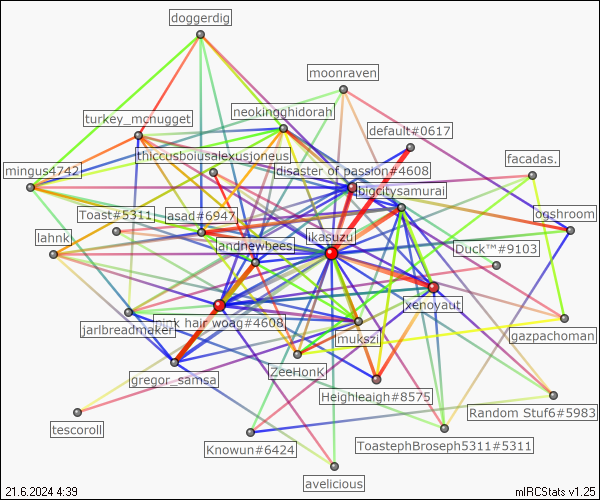 doggerdig
moonraven
neokingghidorah
turkey_mcnugget
default#0617
thiccusboiusalexusjoneus
facadas.
mingus4742
disaster of passion#4608
bigcitysamurai
Toast#5311
asad#6947
ogshroom
lahnk
landnewbees
ikasuzu
Duck™#9103
xenoyaut
jarlbreadmaker
pink hair woag#4608
mukszi
gazpachoman
gregor_samsa
ZeeHonK
Heighleaigh#8575
Random Stuf6#5983
tescoroll
Knowun#6424
ToastephBroseph5311#5311
avelicious
21.6.2024 4:39
mIRCStats v1.25